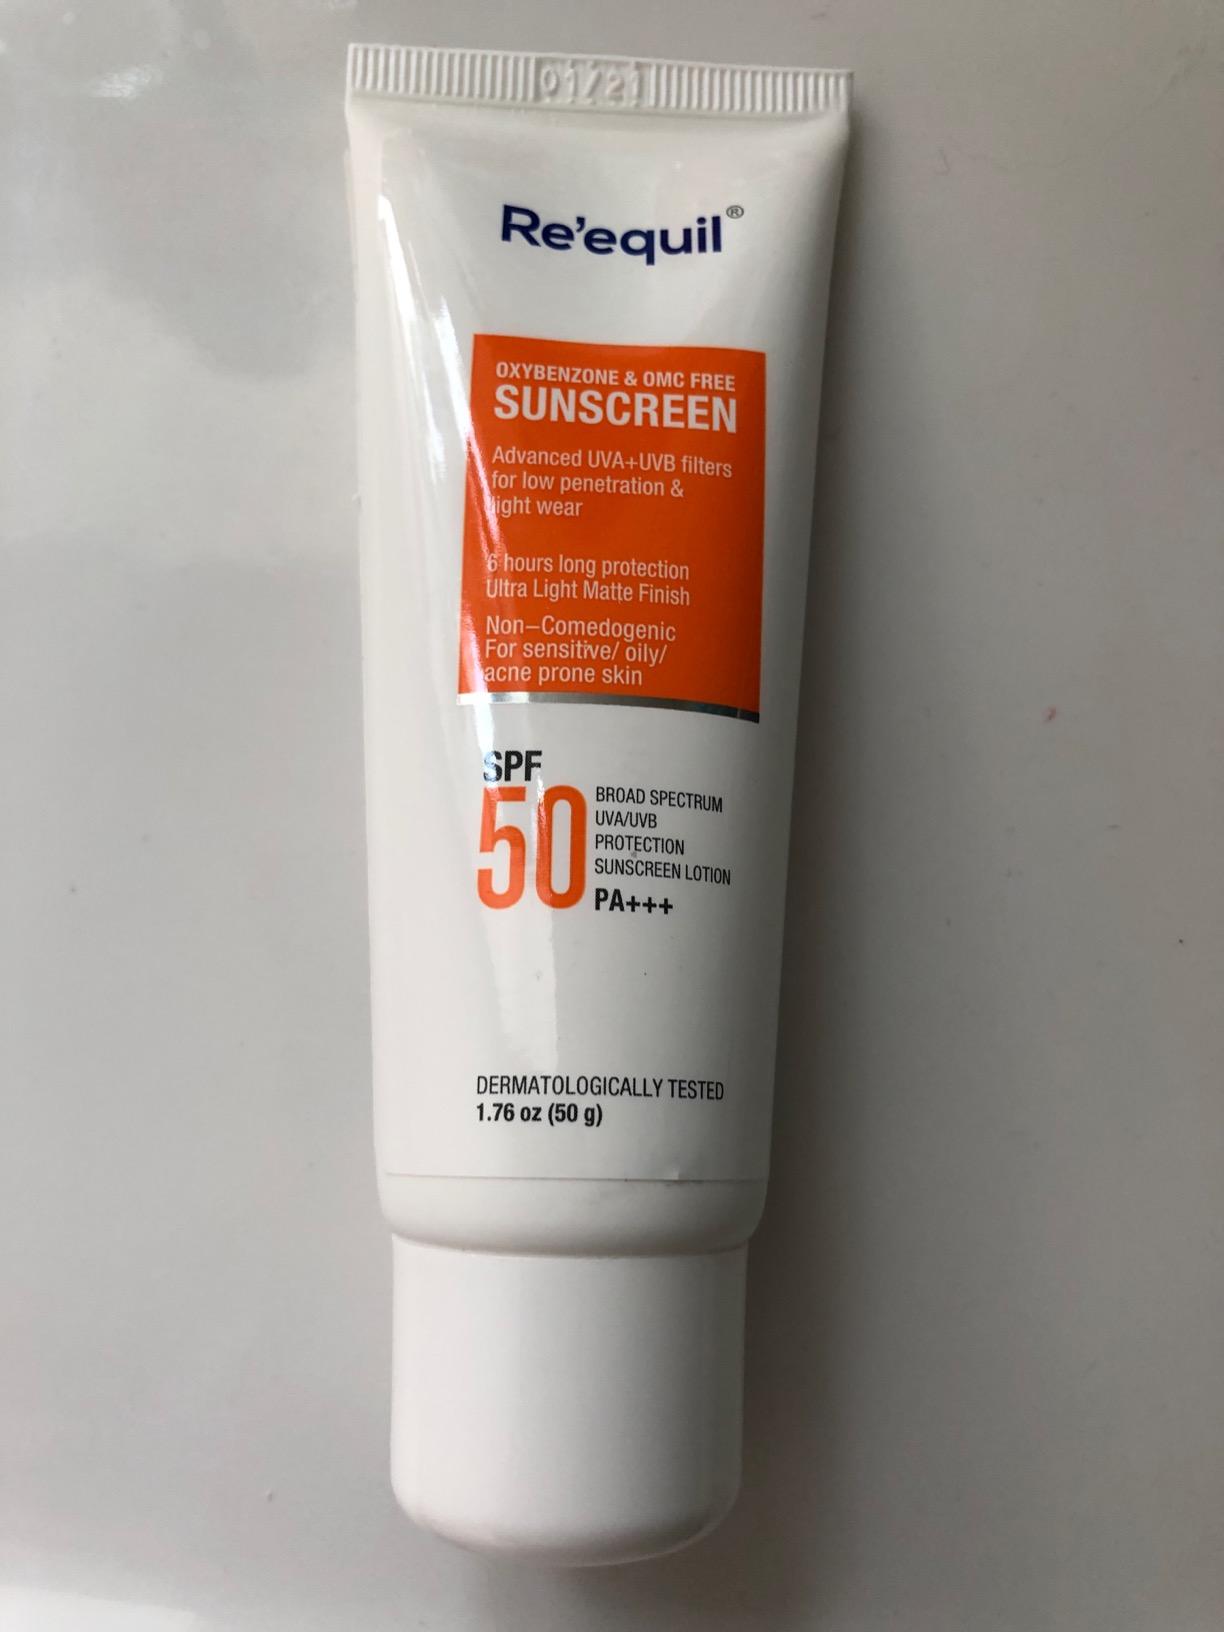 01/21
Re'equil®
OXYBENZONE & OMC FREE
SUNSCREEN
Advanced UVA+UVB filters
for low penetration &
light wear
6 hours long protection
Ultra Light Matte Finish
Non-Comedogenic
For sensitive/ oily/
acne prone skin
SPF
50
BROAD SPECTRUM
UVA/UVB
PROTECTION
SUNSCREEN LOTION
PA+++
DERMATOLOGICALLY TESTED
1.76 oz (50 g)